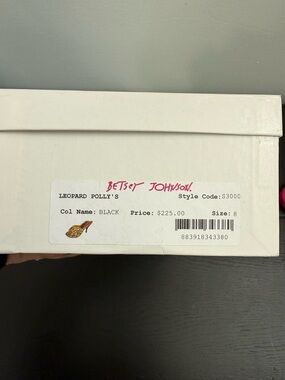 BETSEY JOHNSON.
LEOPARD POLLY'S Style Code:S3000
Col Name: BLACK Price: $225.00 Size: 8
883918343380